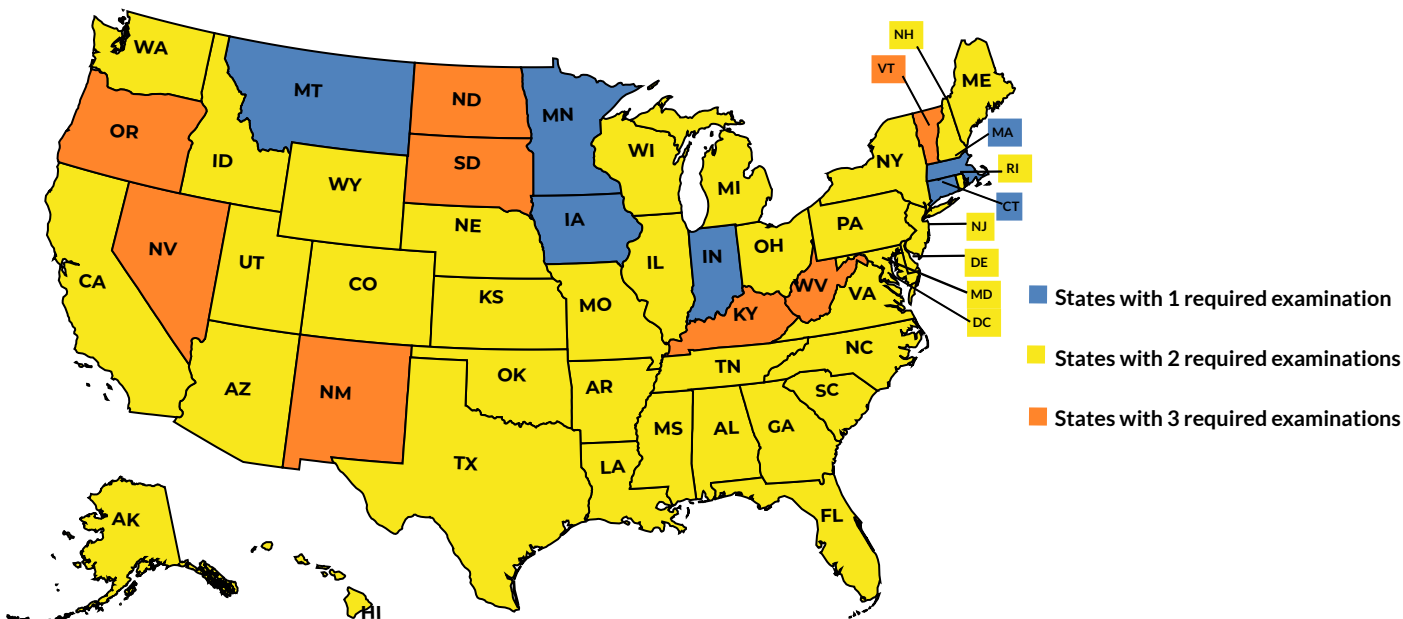 WA
MT
ND
MN
OR
ID
SD
WY
WI
MI
NY
ME
NH
VT
MA
RI
CT
NV
NE
IA
PA
NJ
UT
CO
IL
IN
OH
DE
CA
KS
MO
WV
VA
MD
KY
DC
AZ
NM
OK
AR
TN
NC
SC
MS
AL
GA
TX
LA
FL
AK
HI
States with 1 required examination
States with 2 required examinations
States with 3 required examinations